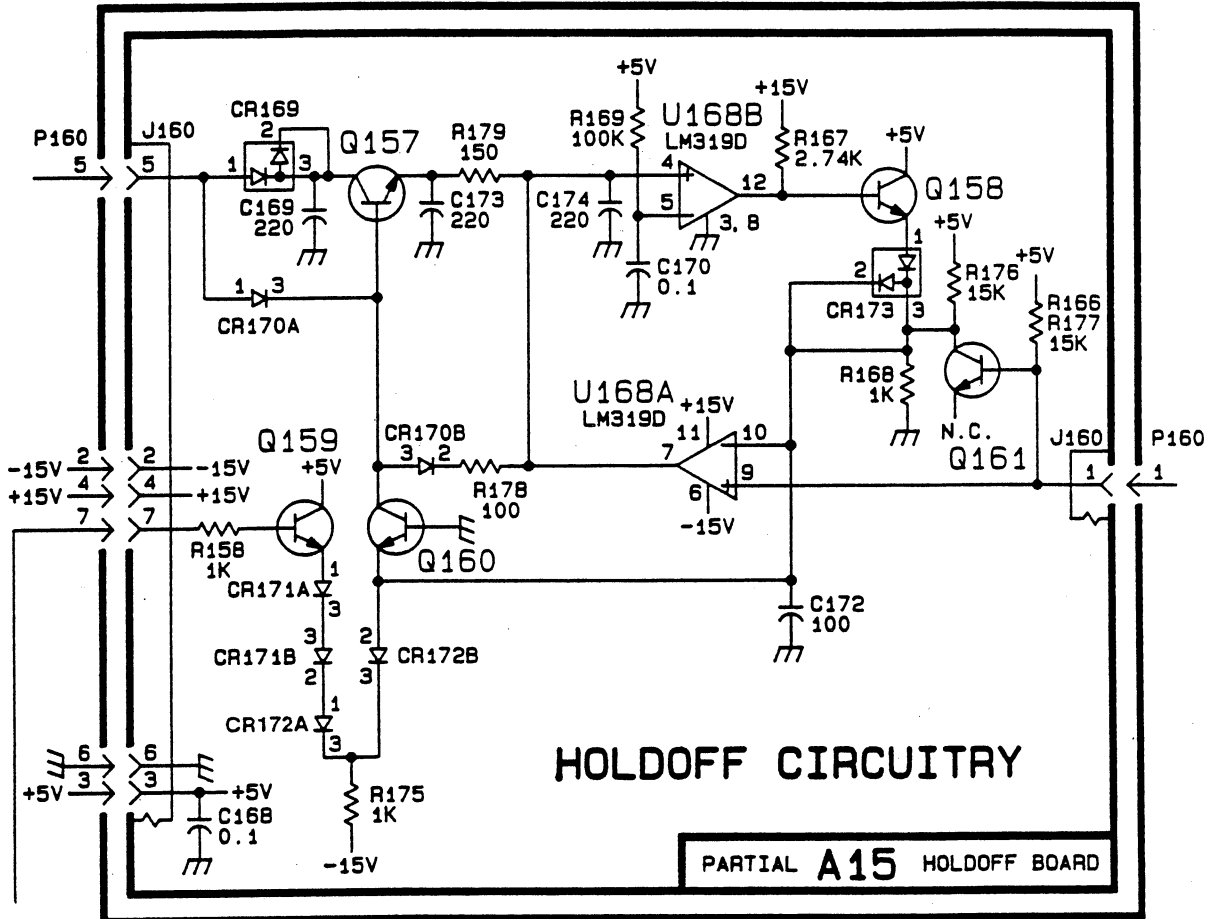 +5V
CR169
2
+15V
U168B
P160
J160
Q157
R179
150
R169
100K
LM319D
R167
2.74K
+5V
5
5
1
3
4
12
Q158
C169
220
C173
220
C174
220
5
3, 8
1
+5V
C170
0.1
2
R176
15K
+5V
1
3
CR173
3
R166
R177
15K
CR170A
U168A
LM319D
+15V
R168
1K
Q159
CR170B
11
10
N.C.
Q161
J160
P160
-15V
2
2
-15V
+5V
3
2
7
9
1
1
+15V
4
4
+15V
R178
100
6
-15V
7
7
R158
1K
Q160
1
CR171A
3
C172
100
3
CR171B
2
2
CR172B
3
1
CR172A
3
6
6
HOLDOFF CIRCUITRY
+5V
3
3
+5V
R175
1K
C168
0.1
-15V
PARTIAL A15 HOLDOFF BOARD